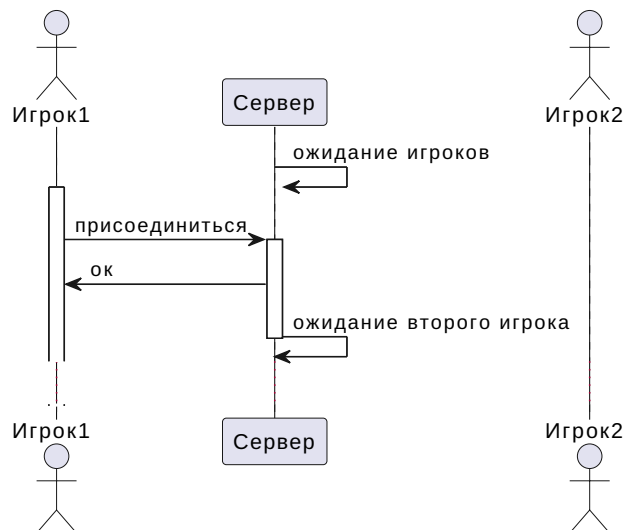 Игрок1
Сервер
Игрок2
ожидание игроков
присоединиться
ок
ожидание второго игрока
Игрок1
Сервер
Игрок2